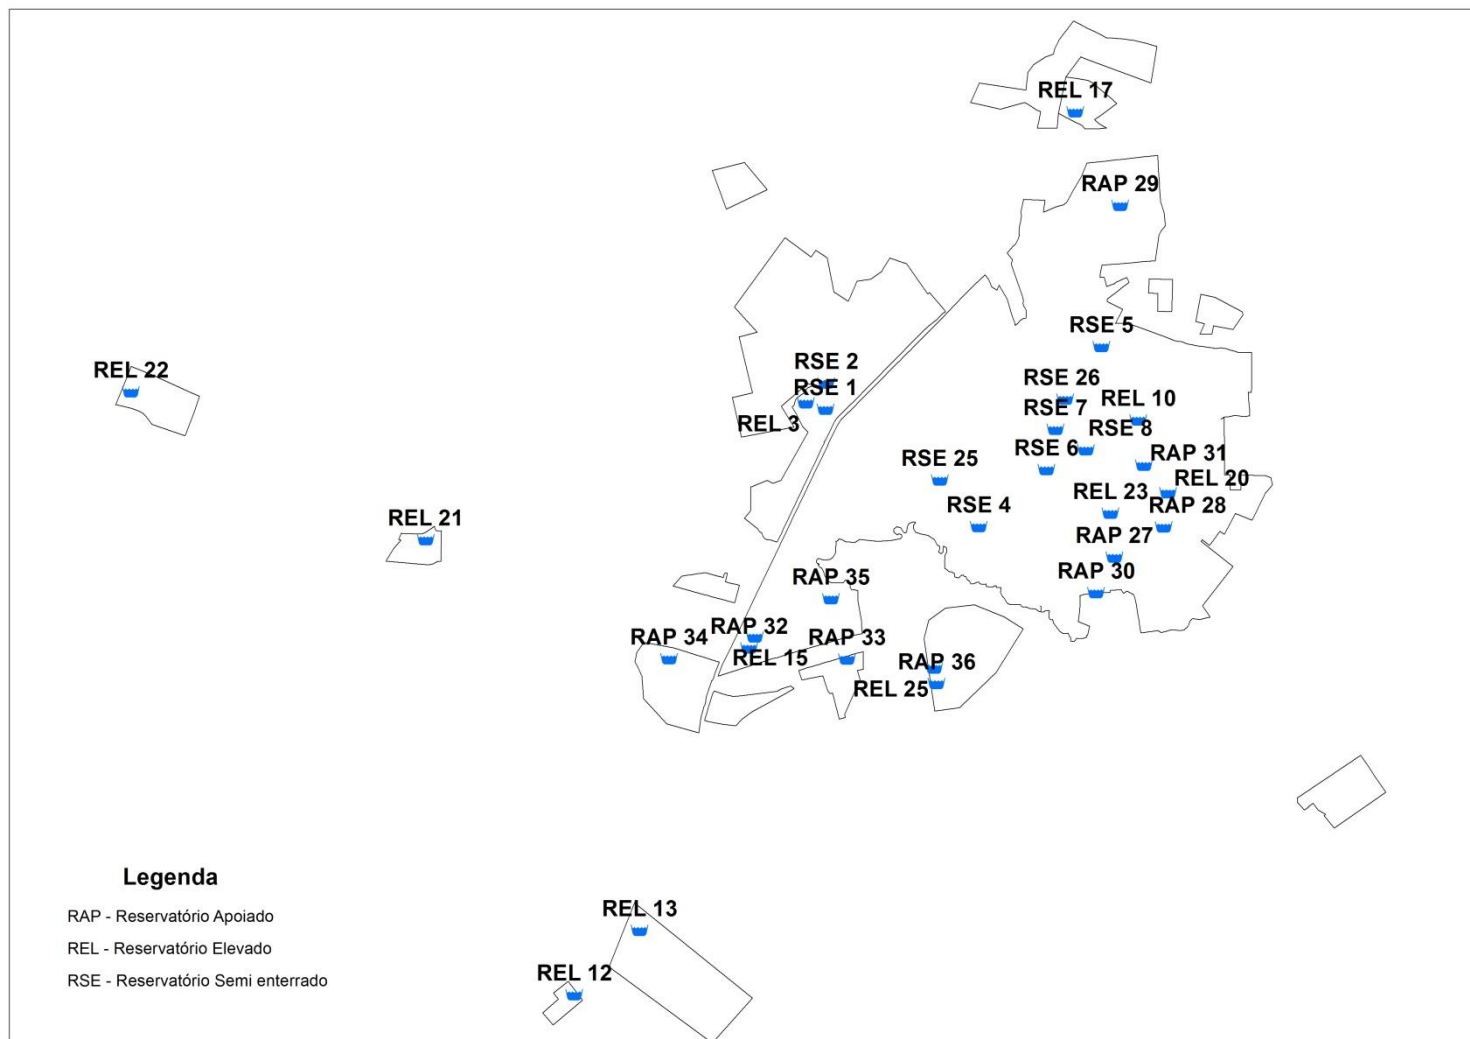 REL 17
RAP 29
RSE 5
RSE 2
REL 22
RSE 26
RSE 1
REL 10
RSE 7
REL 3
RSE 8
RSE 6
RAP 31
RSE 25
REL 20
REL 23
RSE 4
RAP 28
REL 21
RAP 27
RAP 30
RAP 35
RAP 32
RAP 34
RAP 33
REL 15
RAP 36
REL 25
Legenda
REL 13
RAP - Reservatório Apoiado
REL - Reservatório Elevado
REL 12
RSE - Reservatório Semi enterrado